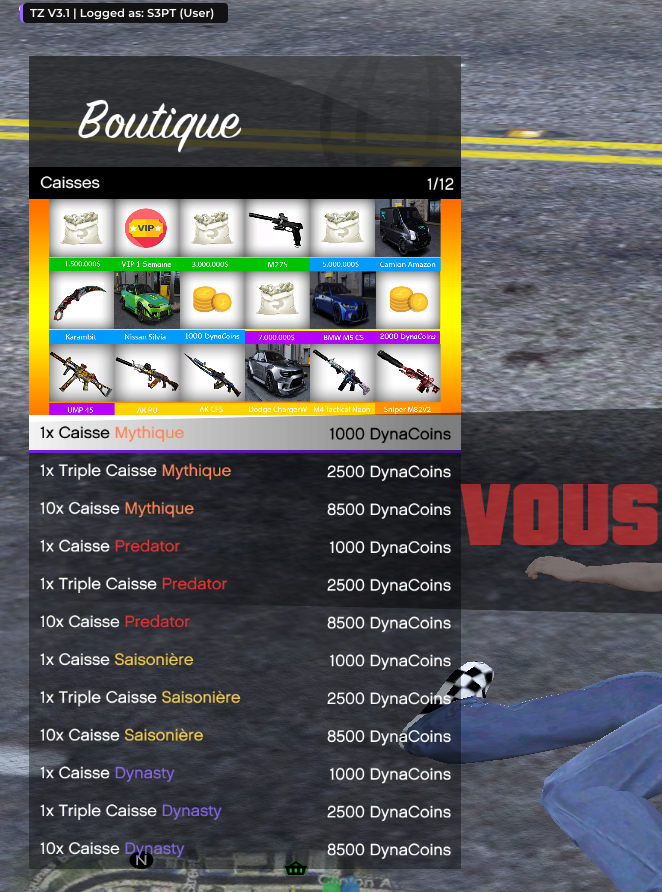 TZ V3.1 | Logged as: S3PT (User)
Boutique
Caisses 1/12
1.500.000$ VIP 1 Semaine 3.000.000$ M77S 5.000.000$ Camion Amazon
Karambit Nissan Silvia 1000 DynaCoins 7.000.000$ BMW M5 CS 2000 DynaCoins
UMP 45 Dodge ChargerW M4 Tactical Neon Sniper M82V2
1x Caisse Mythique 1000 DynaCoins
1x Triple Caisse Mythique 2500 DynaCoins
10x Caisse Mythique 8500 DynaCoins
1x Caisse Predator 1000 DynaCoins
1x Triple Caisse Predator 2500 DynaCoins
10x Caisse Predator 8500 DynaCoins
VOUS
1x Caisse Saisonière 1000 DynaCoins
1x Triple Caisse Saisonière 2500 DynaCoins
10x Caisse Saisonière 8500 DynaCoins
1x Caisse Dynasty 1000 DynaCoins
1x Triple Caisse Dynasty 2500 DynaCoins
10x Caisse Dynasty 8500 DynaCoins
N